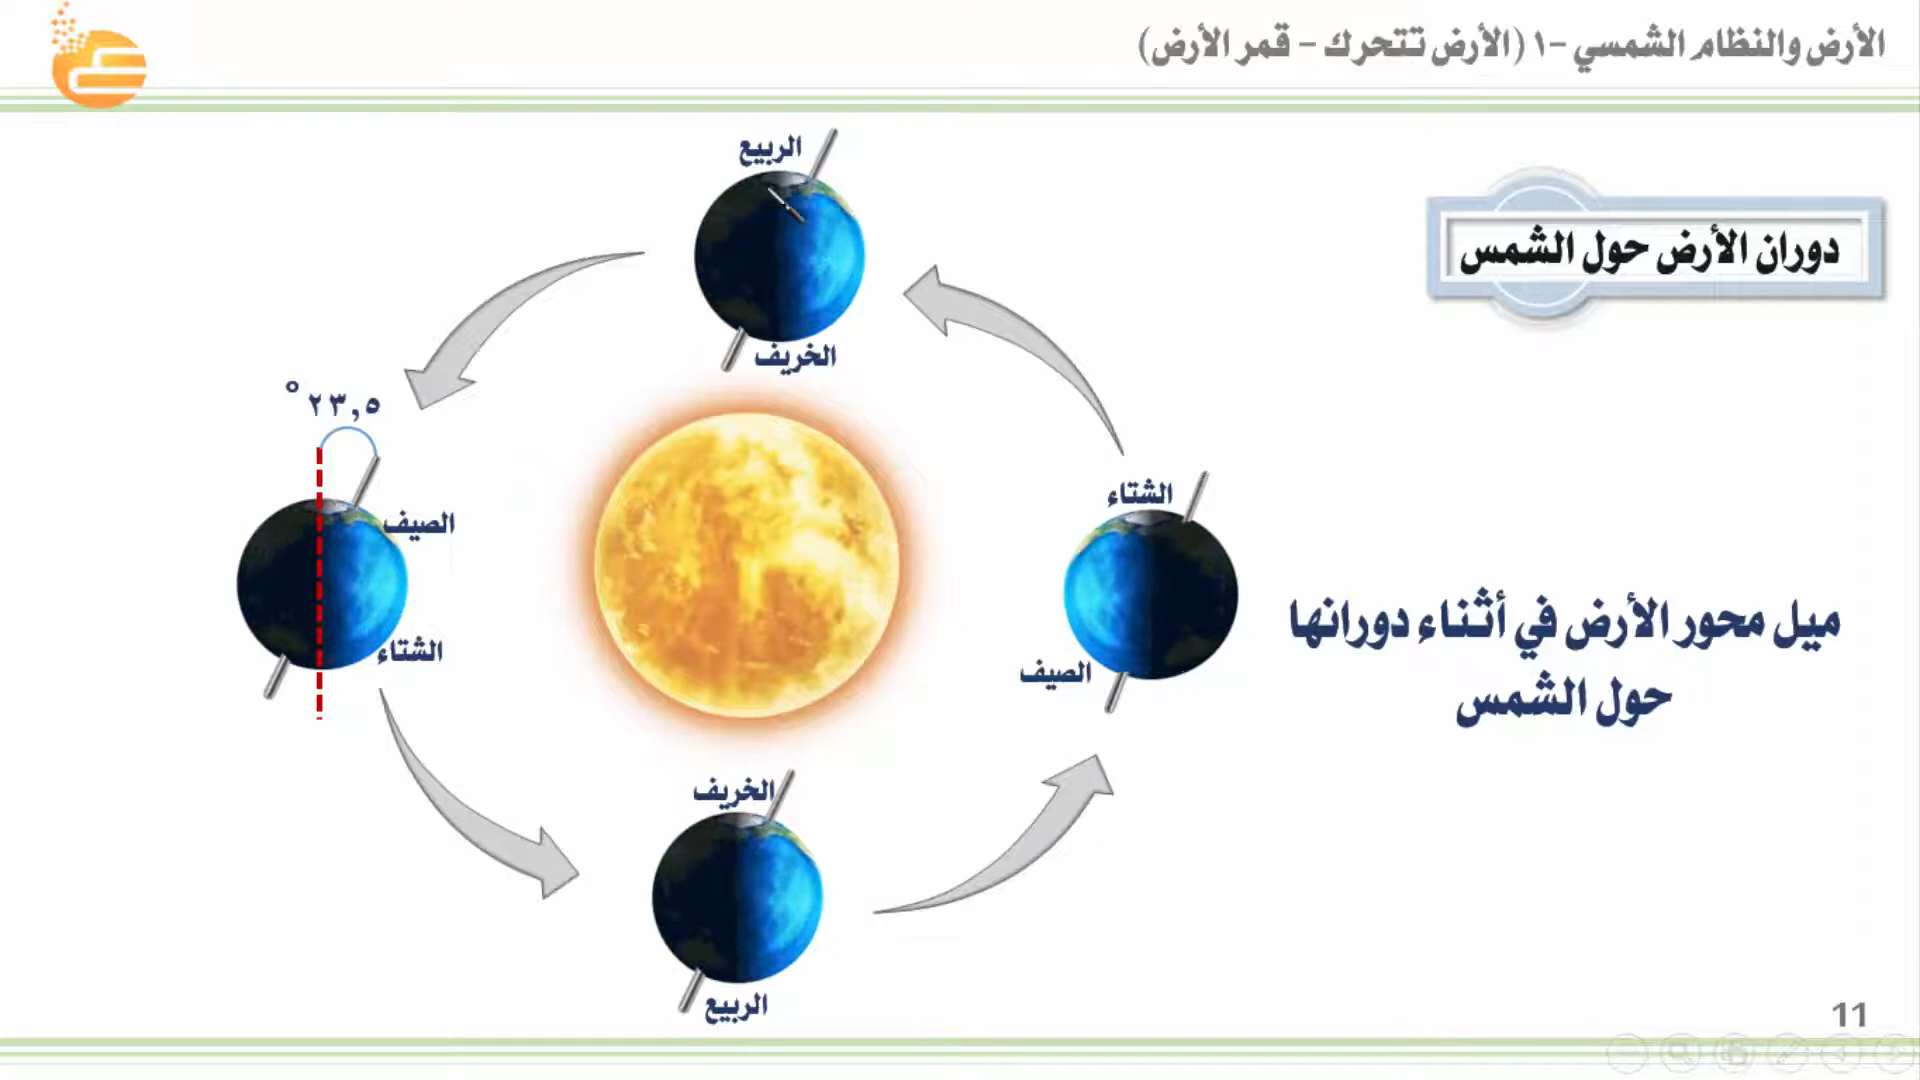 الأرض والنظام الشمسي -١ (الأرض تتحرك - قمر الأرض)
دوران الأرض حول الشمس
الربيع
الخريف
٢٣,٥ °
الصيف
الشتاء
الشتاء
الصيف
ميل محور الأرض في أثناء دورانها
حول الشمس
الخريف
الربيع
11